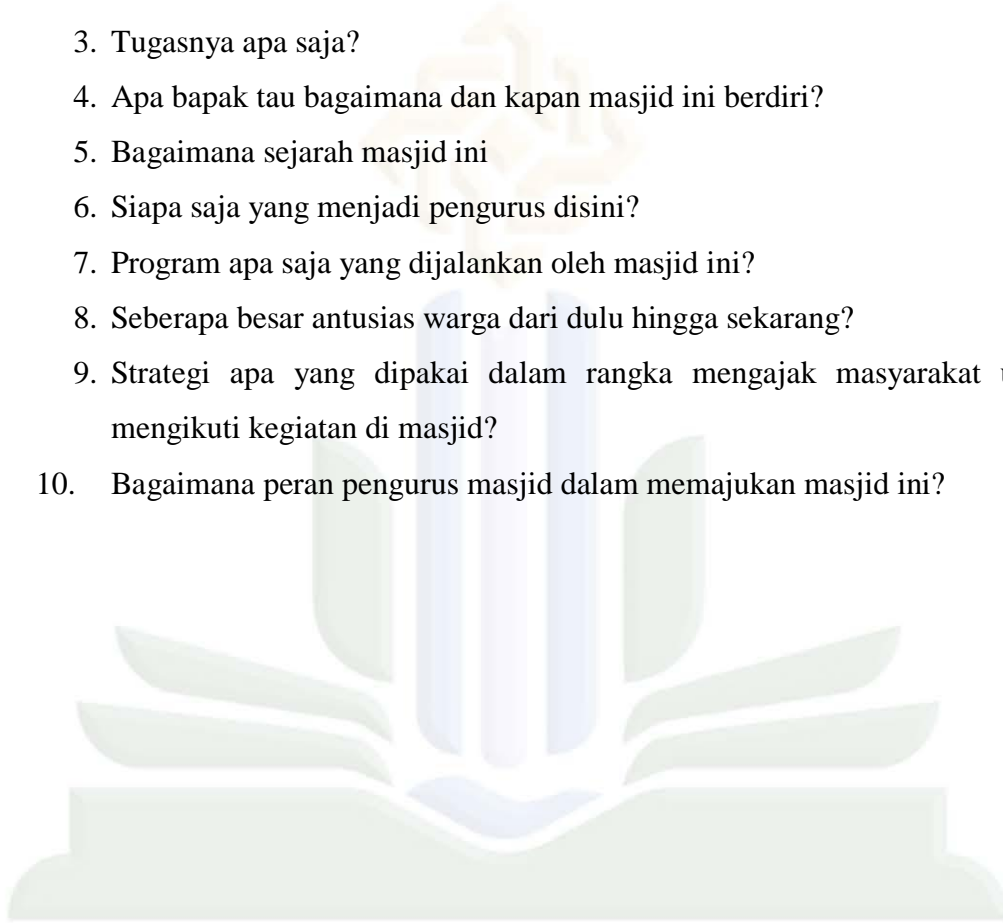 3. Tugasnya apa saja?
4. Apa bapak tau bagaimana dan kapan masjid ini berdiri?
5. Bagaimana sejarah masjid ini
6. Siapa saja yang menjadi pengurus disini?
7. Program apa saja yang dijalankan oleh masjid ini?
8. Seberapa besar antusias warga dari dulu hingga sekarang?
9. Strategi apa yang dipakai dalam rangka mengajak masyarakat
mengikuti kegiatan di masjid?
10. Bagaimana peran pengurus masjid dalam memajukan masjid ini?